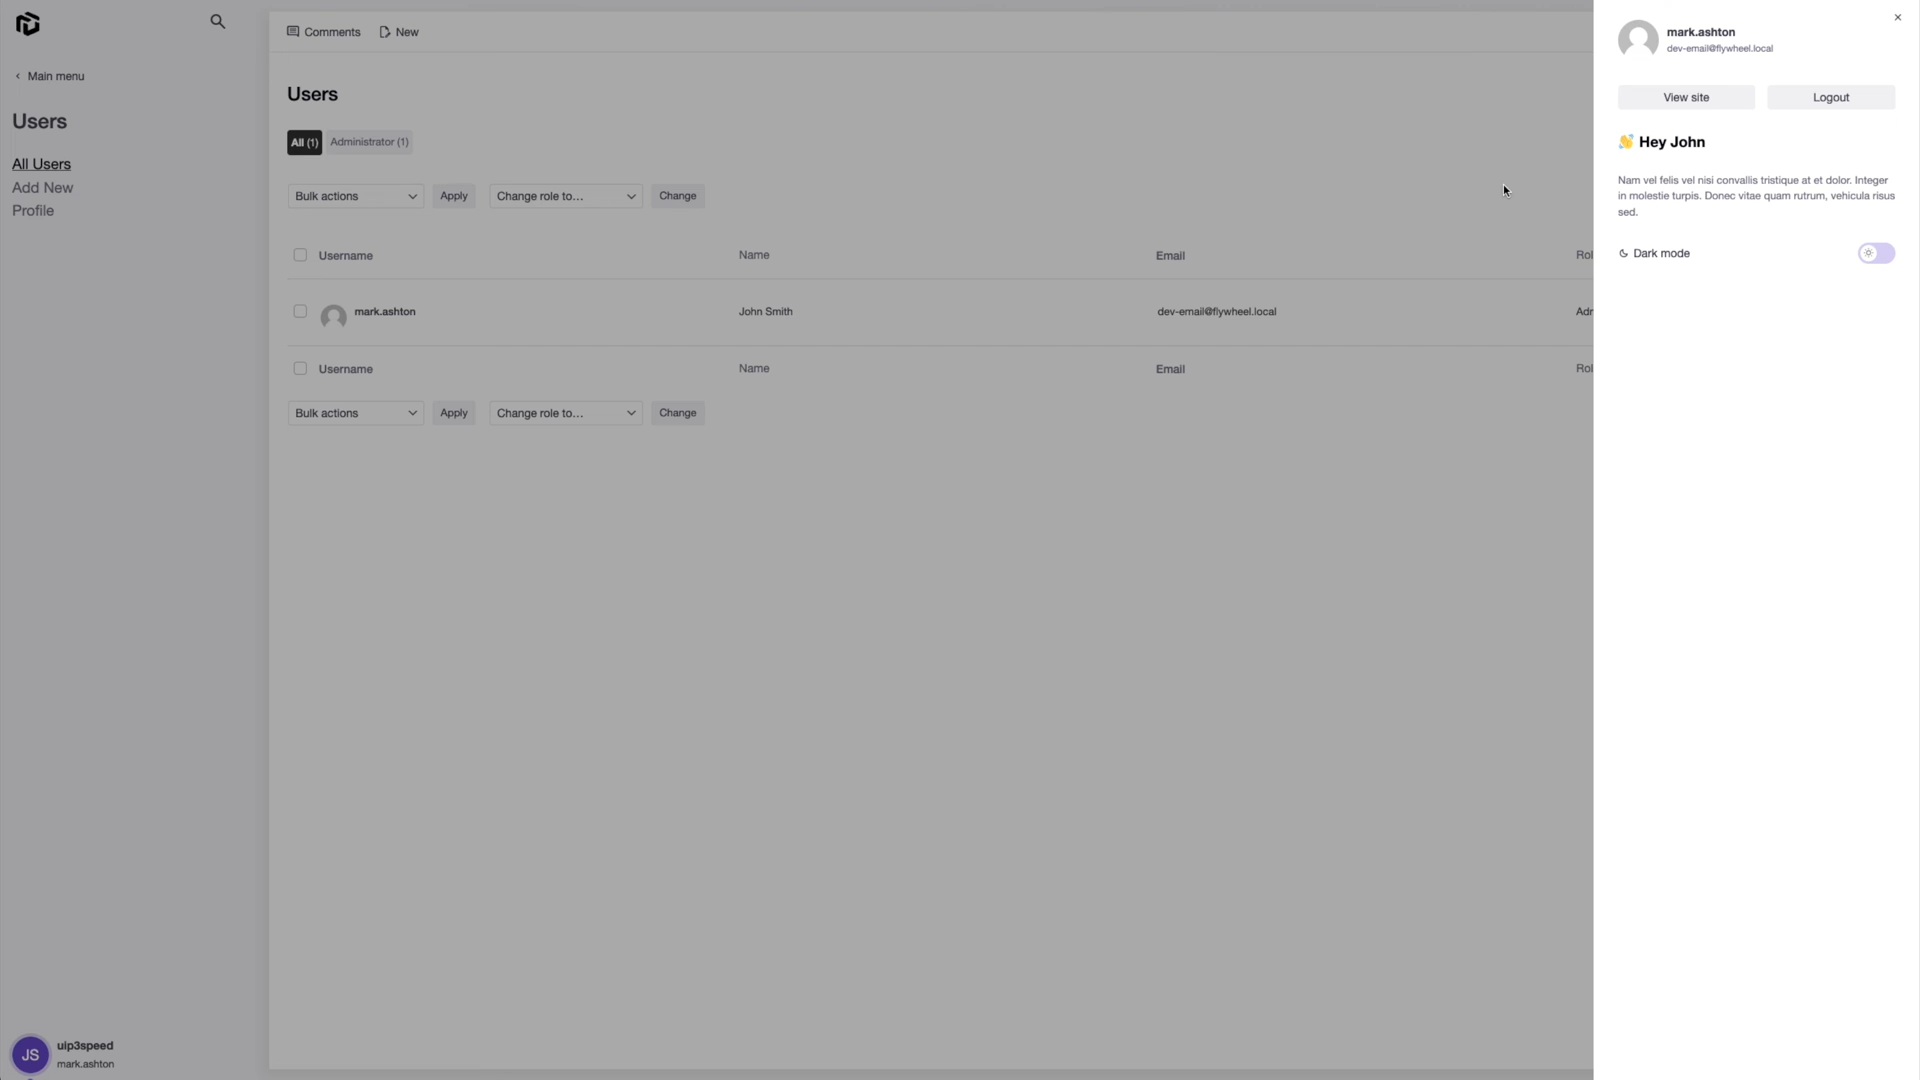 Main menu
Users
All Users
Add New
Profile
JS
uip3speed
mark.ashton
Comments
New
Users
All (1)
Administrator (1)
Bulk actions
Apply
Change role to...
Change
Username
Name
Email
Rol
mark.ashton
John Smith
dev-email@flywheel.local
Adr
Username
Name
Email
Rol
Bulk actions
Apply
Change role to...
Change
mark.ashton
dev-email@flywheel.local
View site
Logout
👋 Hey John
Nam vel felis vel nisi convallis tristique at et dolor. Integer
in molestie turpis. Donec vitae quam rutrum, vehicula risus
sed.
Dark mode